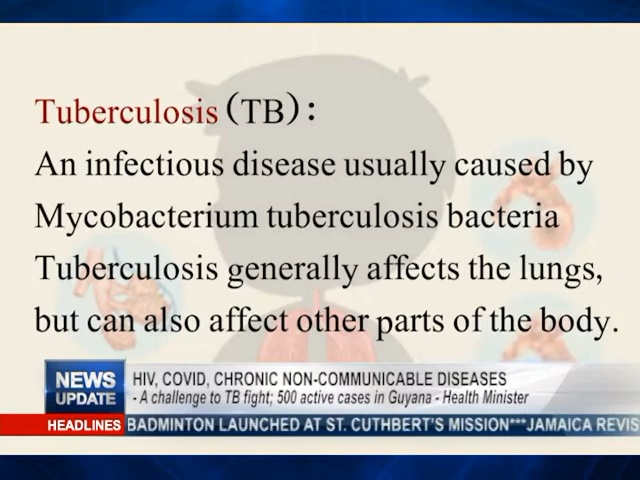 Tuberculosis (TB):
An infectious disease usually caused by
Mycobacterium tuberculosis bacteria
Tuberculosis generally affects the lungs,
but can also affect other parts of the body.
NEWS
UPDATE
HIV, COVID, CHRONIC NON-COMMUNICABLE DISEASES
- A challenge to TB fight; 500 active cases in Guyana - Health Minister
HEADLINES
BADMINTON LAUNCHED AT ST. CUTHBERT'S MISSION***JAMAICA REVIS